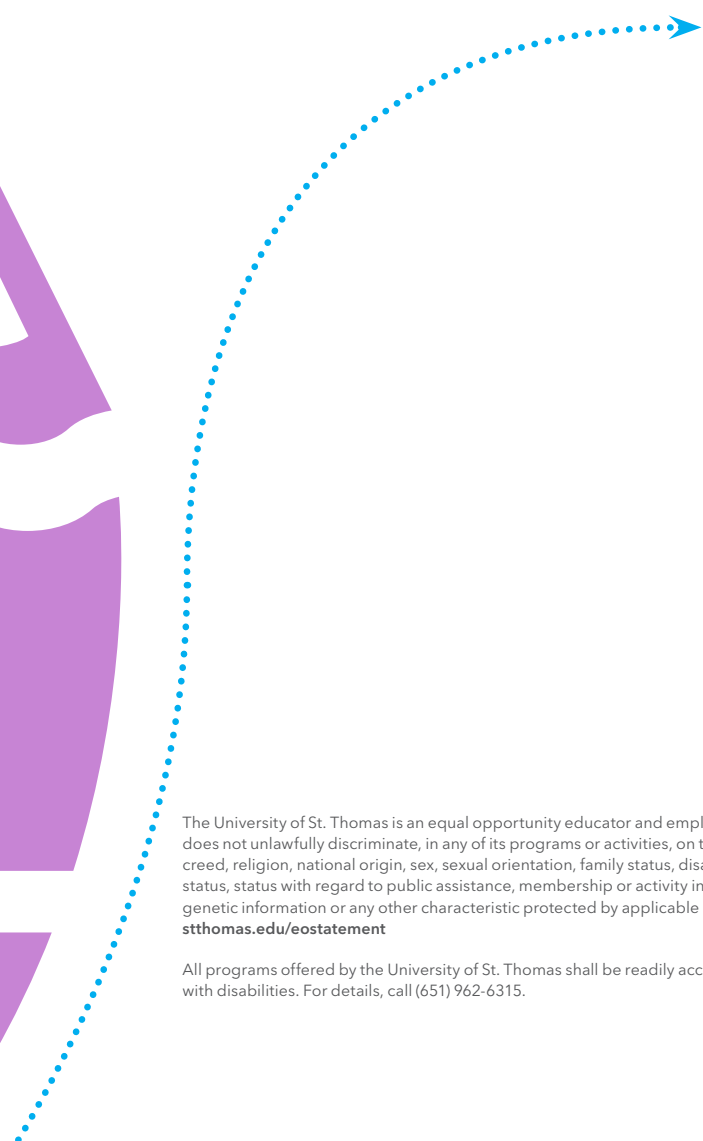 The University of St. Thomas is an equal opportunity educator and
does not unlawfully discriminate, in any of its programs or activities, on
creed, religion, national origin, sex, sexual orientation, family status,
status, status with regard to public assistance, membership or activity in
genetic information or any other characteristic protected by applicable
stthomas.edu/eostatement
All programs offered by the University of St. Thomas shall be readily
with disabilities. For details, call (651) 962-6315.